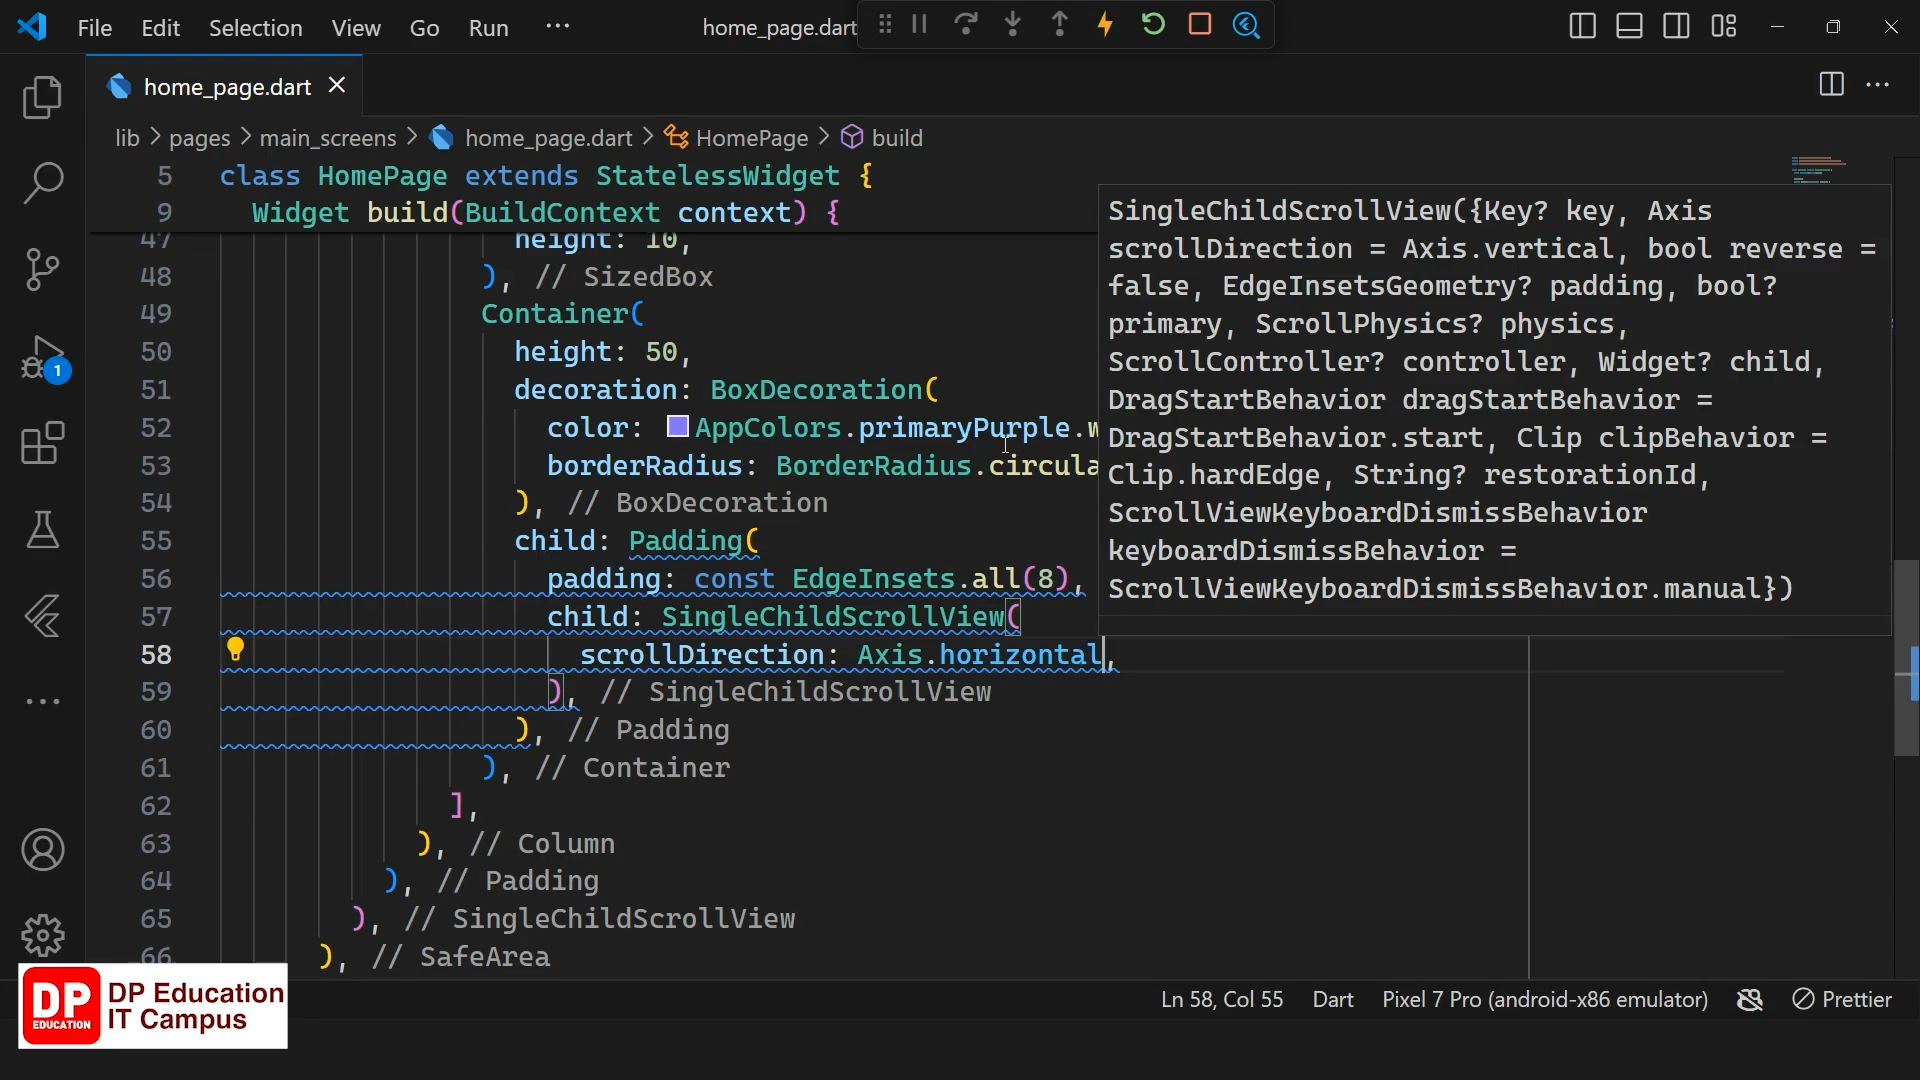 File Edit Selection View Go Run ··· home_page.dart
home_page.dart
lib > pages > main_screens > home_page.dart > HomePage > build
5 class HomePage extends StatelessWidget {
9 Widget build(BuildContext context) {
47 height: 10,
48 ), // SizedBox
49 Container(
50 height: 50,
51 decoration: BoxDecoration(
52 color: AppColors.primaryPurple.w
53 borderRadius: BorderRadius.circula
54 ), // BoxDecoration
55 child: Padding(
56 padding: const EdgeInsets.all(8),
57 child: SingleChildScrollView(
58 scrollDirection: Axis.horizontal,
59 ), // SingleChildScrollView
60 ), // Padding
61 ), // Container
62 ],
63 ), // Column
64 ), // Padding
65 ), // SingleChildScrollView
66 ), // SafeArea
SingleChildScrollView({Key? key, Axis
scrollDirection = Axis.vertical, bool reverse =
false, EdgeInsetsGeometry? padding, bool?
primary, ScrollPhysics? physics,
ScrollController? controller, Widget? child,
DragStartBehavior dragStartBehavior =
DragStartBehavior.start, Clip clipBehavior =
Clip.hardEdge, String? restorationId,
ScrollViewKeyboardDismissBehavior
keyboardDismissBehavior =
ScrollViewKeyboardDismissBehavior.manual})
1
DP
EDUCATION
DP Education
IT Campus
Ln 58, Col 55 Dart Pixel 7 Pro (android-x86 emulator) Prettier